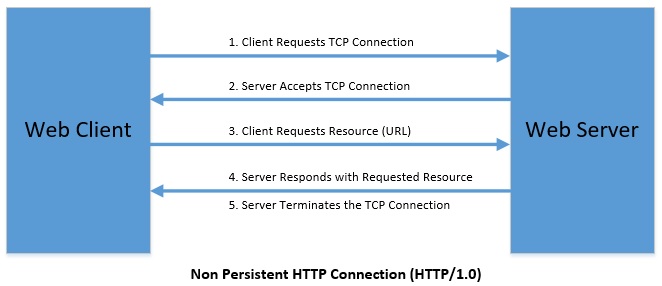 Web Client
1. Client Requests TCP Connection
2. Server Accepts TCP Connection
3. Client Requests Resource (URL)
4. Server Responds with Requested Resource
5. Server Terminates the TCP Connection
Web Server
Non Persistent HTTP Connection (HTTP/1.0)